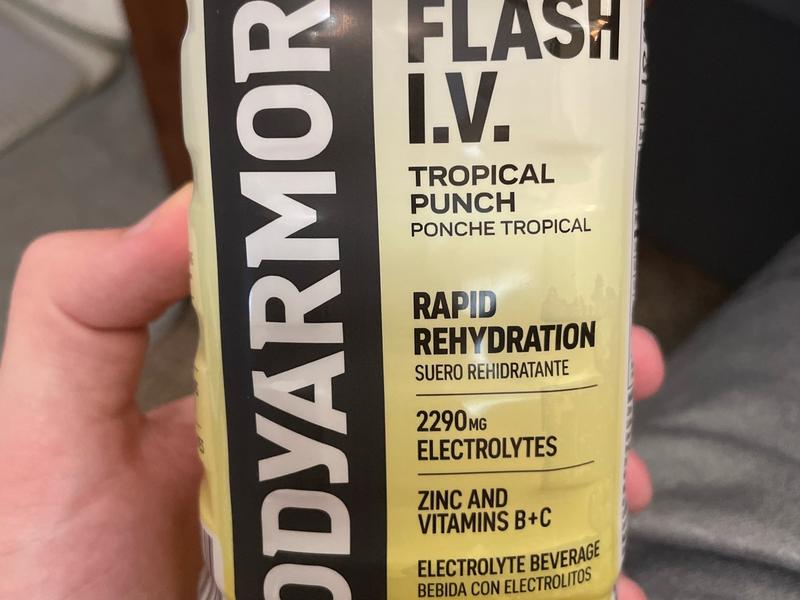 BODYARMOR
FLASH
I.V.
TROPICAL
PUNCH
PONCHE TROPICAL
RAPID
REHYDRATION
SUERO REHIDRATANTE
2290MG
ELECTROLYTES
ZINC AND
VITAMINS B+C
ELECTROLYTE BEVERAGE
BEBIDA CON ELECTROLITOS